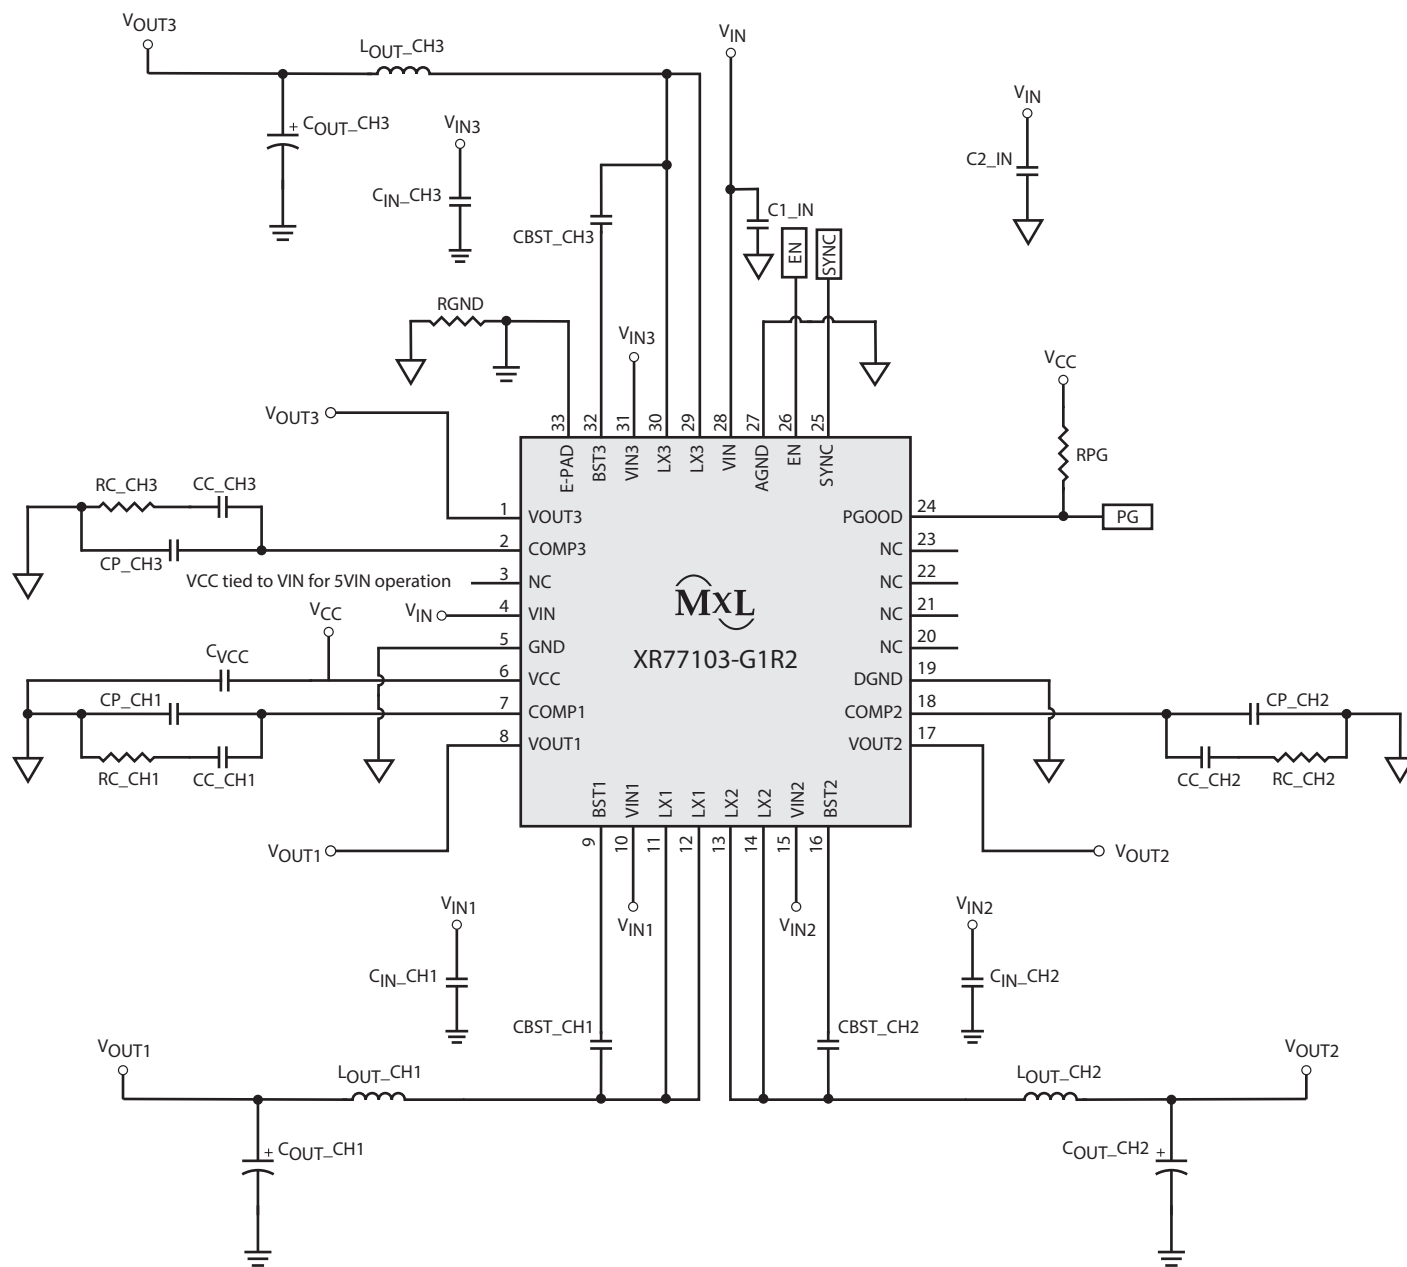 VOUT3
LOUT_CH3
VIN
+ COUT_CH3
VIN3
CIN_CH3
CBST_CH3
C1_IN
EN
SYNC
VIN
C2_IN
RGND
VIN3
VCC
RPG
VOUT3
33
32
31
30
29
28
27
26
25
E-PAD
BST3
VIN3
LX3
LX3
VIN
AGND
EN
SYNC
RC_CH3
CC_CH3
CP_CH3
1
VOUT3
2
COMP3
VCC tied to VIN for 5VIN operation
3
NC
VIN
4
VIN
5
GND
VCC
CVCC
6
VCC
CP_CH1
7
COMP1
RC_CH1
CC_CH1
8
VOUT1
MXL
XR77103-G1R2
PGOOD
24
PG
NC
23
NC
22
NC
21
NC
20
DGND
19
COMP2
18
CP_CH2
VOUT2
17
CC_CH2
RC_CH2
BST1
VIN1
LX1
LX1
LX2
LX2
VIN2
BST2
9
10
11
12
13
14
15
16
VOUT1
VOUT2
VIN1
VIN1
VIN2
VIN2
CIN_CH1
CIN_CH2
CBST_CH1
CBST_CH2
VOUT1
LOUT_CH1
LOUT_CH2
VOUT2
+ COUT_CH1
COUT_CH2 +